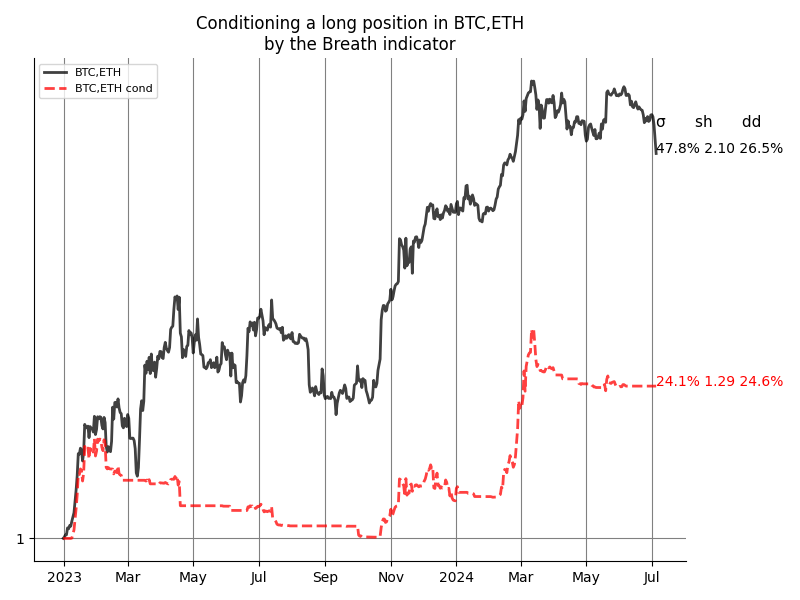 Conditioning a long position in BTC,ETH
by the Breath indicator
BTC,ETH
BTC,ETH cond
σ sh dd
47.8% 2.10 26.5%
24.1% 1.29 24.6%
1
2023 Mar May Jul Sep Nov 2024 Mar May Jul